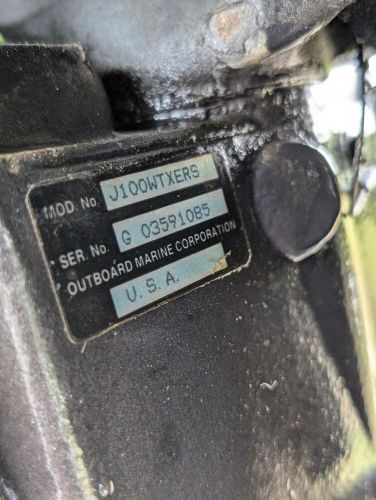 MOD. No. J100WTXERS
SER. No. G 03591085
OUTBOARD MARINE CORPORATION
U.S.A.